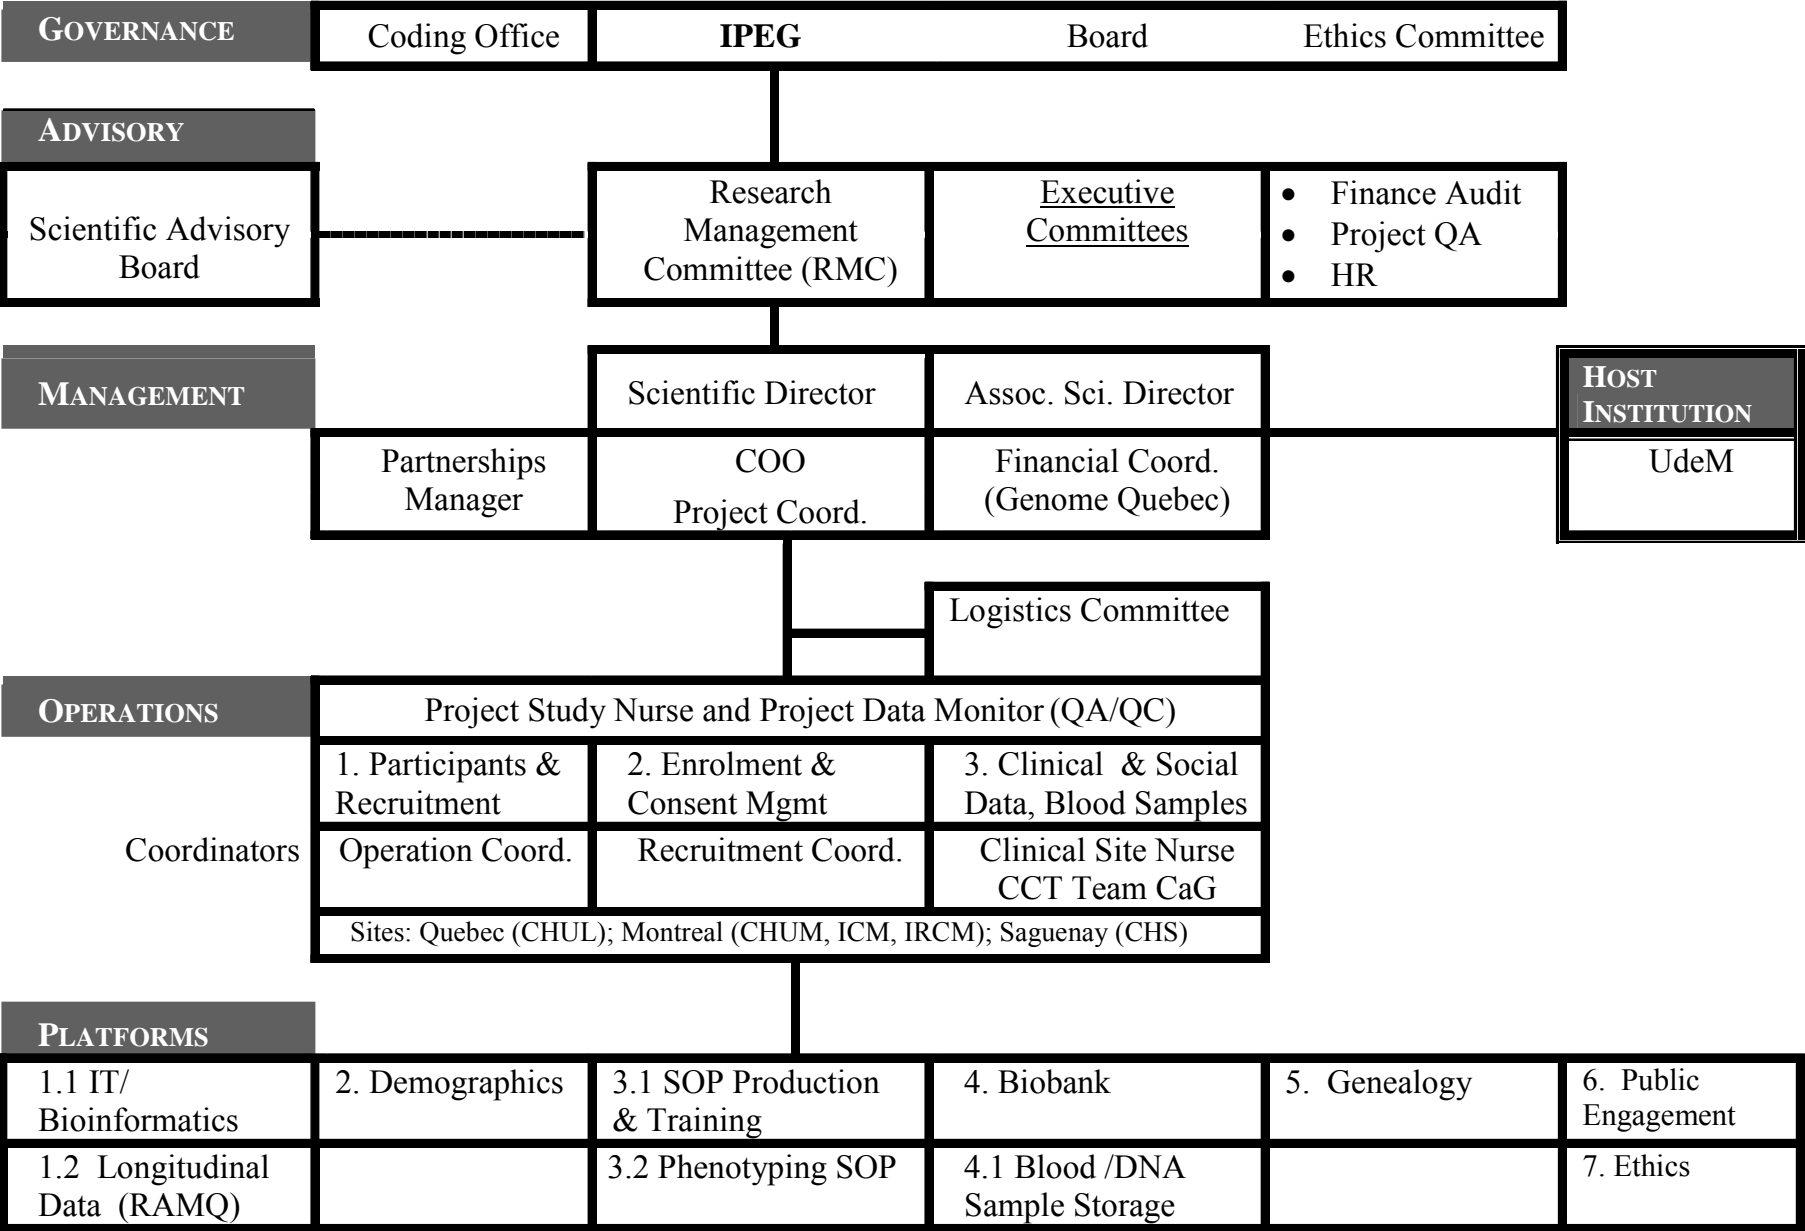 GOVERNANCE
Coding Office
IPEG
Board
Ethics Committee
ADVISORY
Scientific Advisory
Board
Research
Management
Committee (RMC)
Executive
Committees
• Finance Audit
• Project QA
• HR
MANAGEMENT
Scientific Director
Assoc. Sci. Director
HOST
INSTITUTION
Partnerships
Manager
COO
Project Coord.
Financial Coord.
(Genome Quebec)
UdeM
Logistics Committee
OPERATIONS
Project Study Nurse and Project Data Monitor (QA/QC)
1. Participants &
Recruitment
2. Enrolment &
Consent Mgmt
3. Clinical & Social
Data, Blood Samples
Coordinators
Operation Coord.
Recruitment Coord.
Clinical Site Nurse
CCT Team CaG
Sites: Quebec (CHUL); Montreal (CHUM, ICM, IRCM); Saguenay (CHS)
PLATFORMS
1.1 IT/
Bioinformatics
2. Demographics
3.1 SOP Production
& Training
4. Biobank
5. Genealogy
6. Public
Engagement
1.2 Longitudinal
Data (RAMQ)
3.2 Phenotyping SOP
4.1 Blood /DNA
Sample Storage
7. Ethics